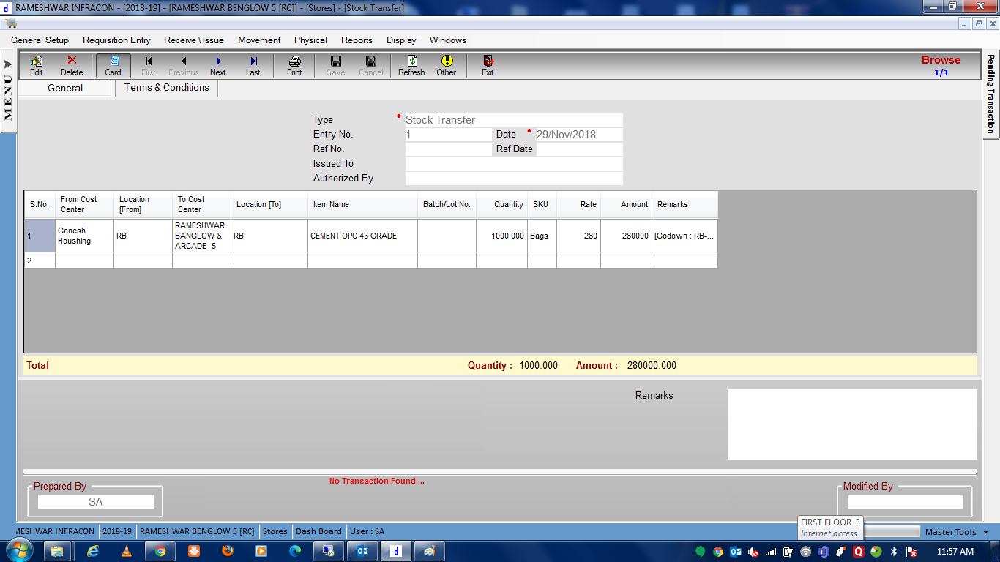 RAMESHWAR INFRACON - [2018-19] - [RAMESHWAR BENGLOW 5 [RC]] - [Stores] - [Stock Transfer]
General Setup Requisition Entry Receive \ Issue Movement Physical Reports Display Windows
MENU
Edit Delete Card First Previous Next Last Print Save Cancel Refresh Other Exit
Browse
1/1
Pending Transaction
General Terms & Conditions
Type Stock Transfer
Entry No. 1 Date 29/Nov/2018
Ref No. Ref Date
Issued To
Authorized By
S.No. From Cost Center Location [From] To Cost Center Location [To] Item Name Batch/Lot No. Quantity SKU Rate Amount Remarks
1 Ganesh Houshing RB RAMESHWAR BANGLOW & ARCADE- 5 RB CEMENT OPC 43 GRADE 1000.000 Bags 280 280000 [Godown : RB-...
2
Total Quantity : 1000.000 Amount : 280000.000
Remarks
No Transaction Found ...
Prepared By
SA
Modified By
FIRST FLOOR 3
Internet access
MESHWAR INFRACON 2018-19 RAMESHWAR BENGLOW 5 [RC] Stores Dash Board User : SA Master Tools
11:57 AM